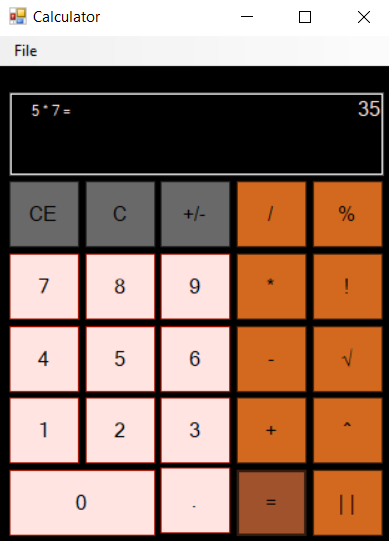 Calculator
File
5 * 7 =
35
CE C +/- / %
7 8 9 * !
4 5 6 - √
1 2 3 + ^
0 . = | |